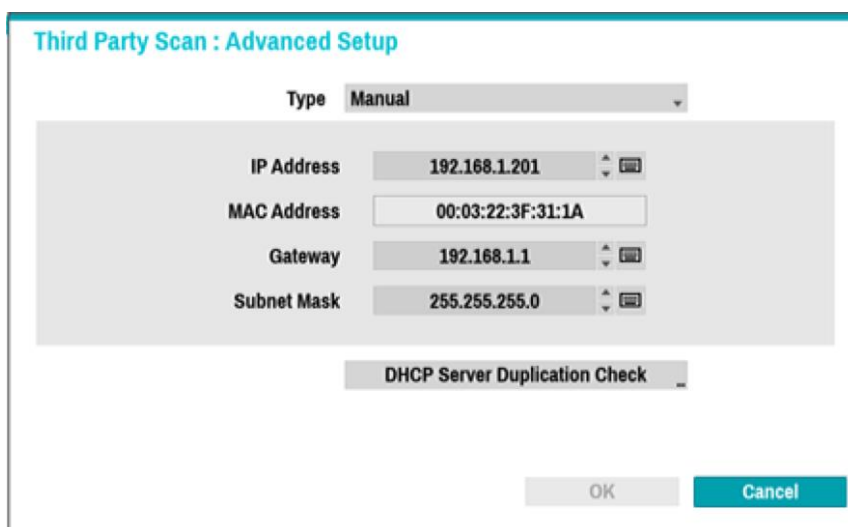 Third Party Scan : Advanced Setup
Type Manual
IP Address 192.168.1.201
MAC Address 00:03:22:3F:31:1A
Gateway 192.168.1.1
Subnet Mask 255.255.255.0
DHCP Server Duplication Check
OK Cancel